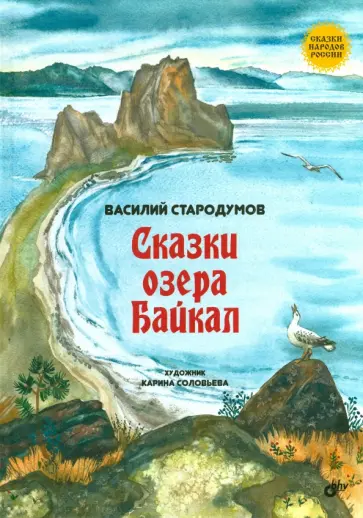 СКАЗКИ
НАРОДОВ
РОССИИ
ВАСИЛИЙ СТАРОДУМОВ
Сказки
озера
Байкал
ХУДОЖНИК
КАРИНА СОЛОВЬЕВА
bhv